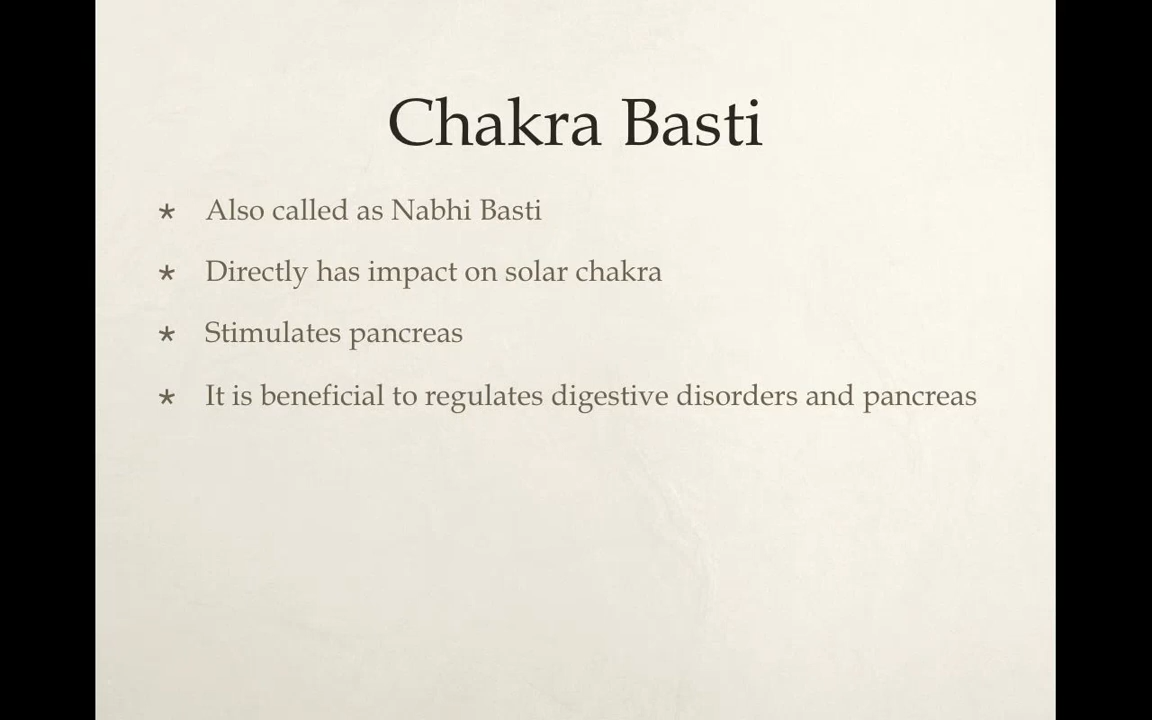 Chakra Basti
* Also called as Nabhi Basti
* Directly has impact on solar chakra
* Stimulates pancreas
* It is beneficial to regulates digestive disorders and pancreas